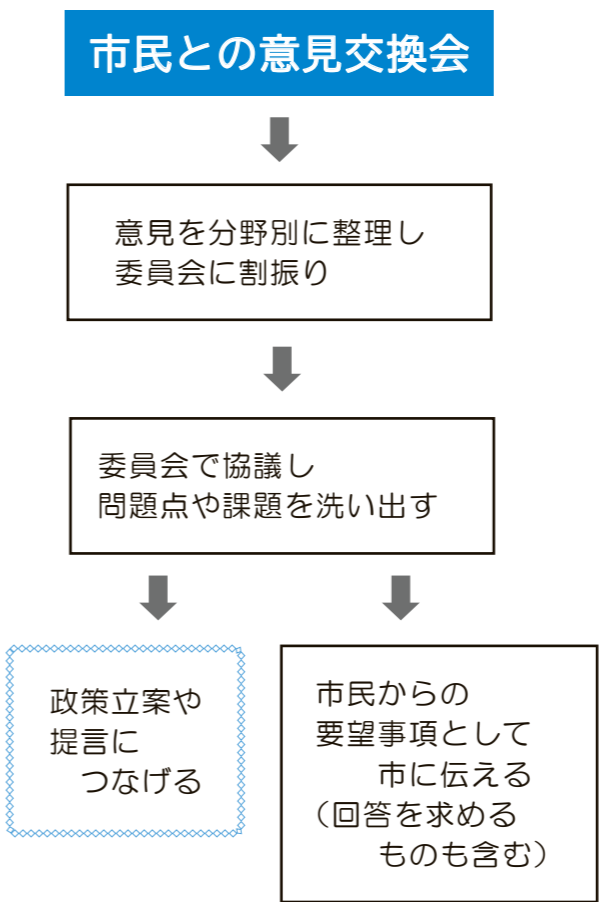 市民との意見交換会
意見を分野別に整理し
委員会に割振り
委員会で協議し
問題点や課題を洗い出す
政策立案や
提言に
つなげる
市民からの
要望事項として
市に伝える
（回答を求める
ものも含む）